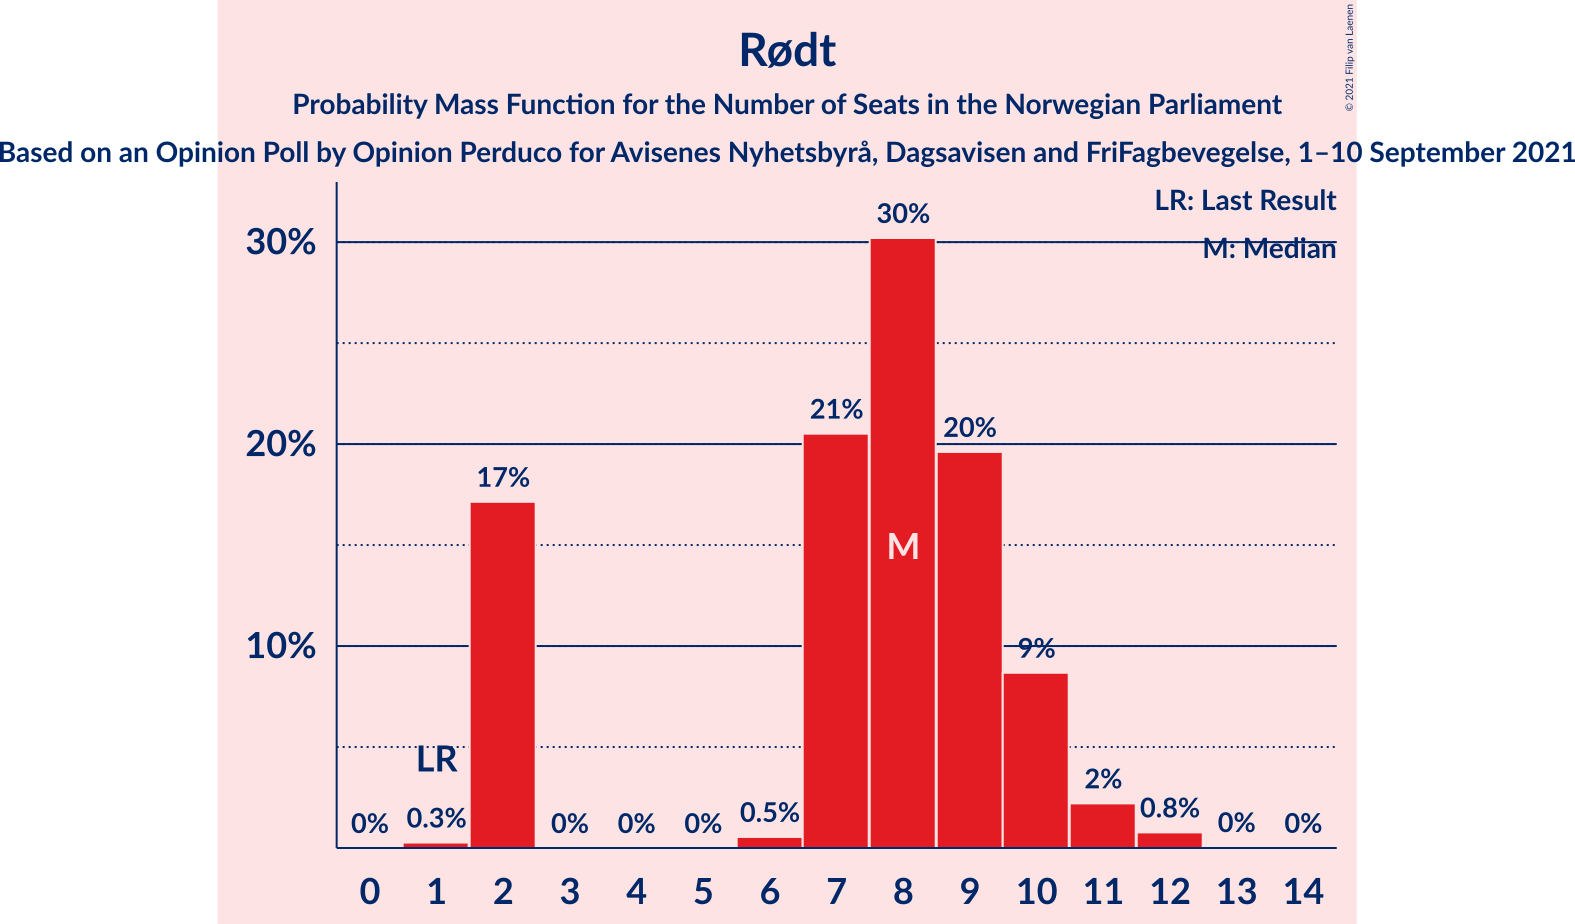 Rødt
© 2021 Filip van Laenen
Probability Mass Function for the Number of Seats in the Norwegian Parliament
Based on an Opinion Poll by Opinion Perduco for Avisenes Nyhetsbyrå, Dagsavisen and FriFagbevegelse, 1–10 September 2021
LR: Last Result
M: Median
30%
20%
10%
0% 0.3% 17% 0% 0% 0% 0.5% 21% 30% 20% 9% 2% 0.8% 0% 0%
LR
M
0 1 2 3 4 5 6 7 8 9 10 11 12 13 14